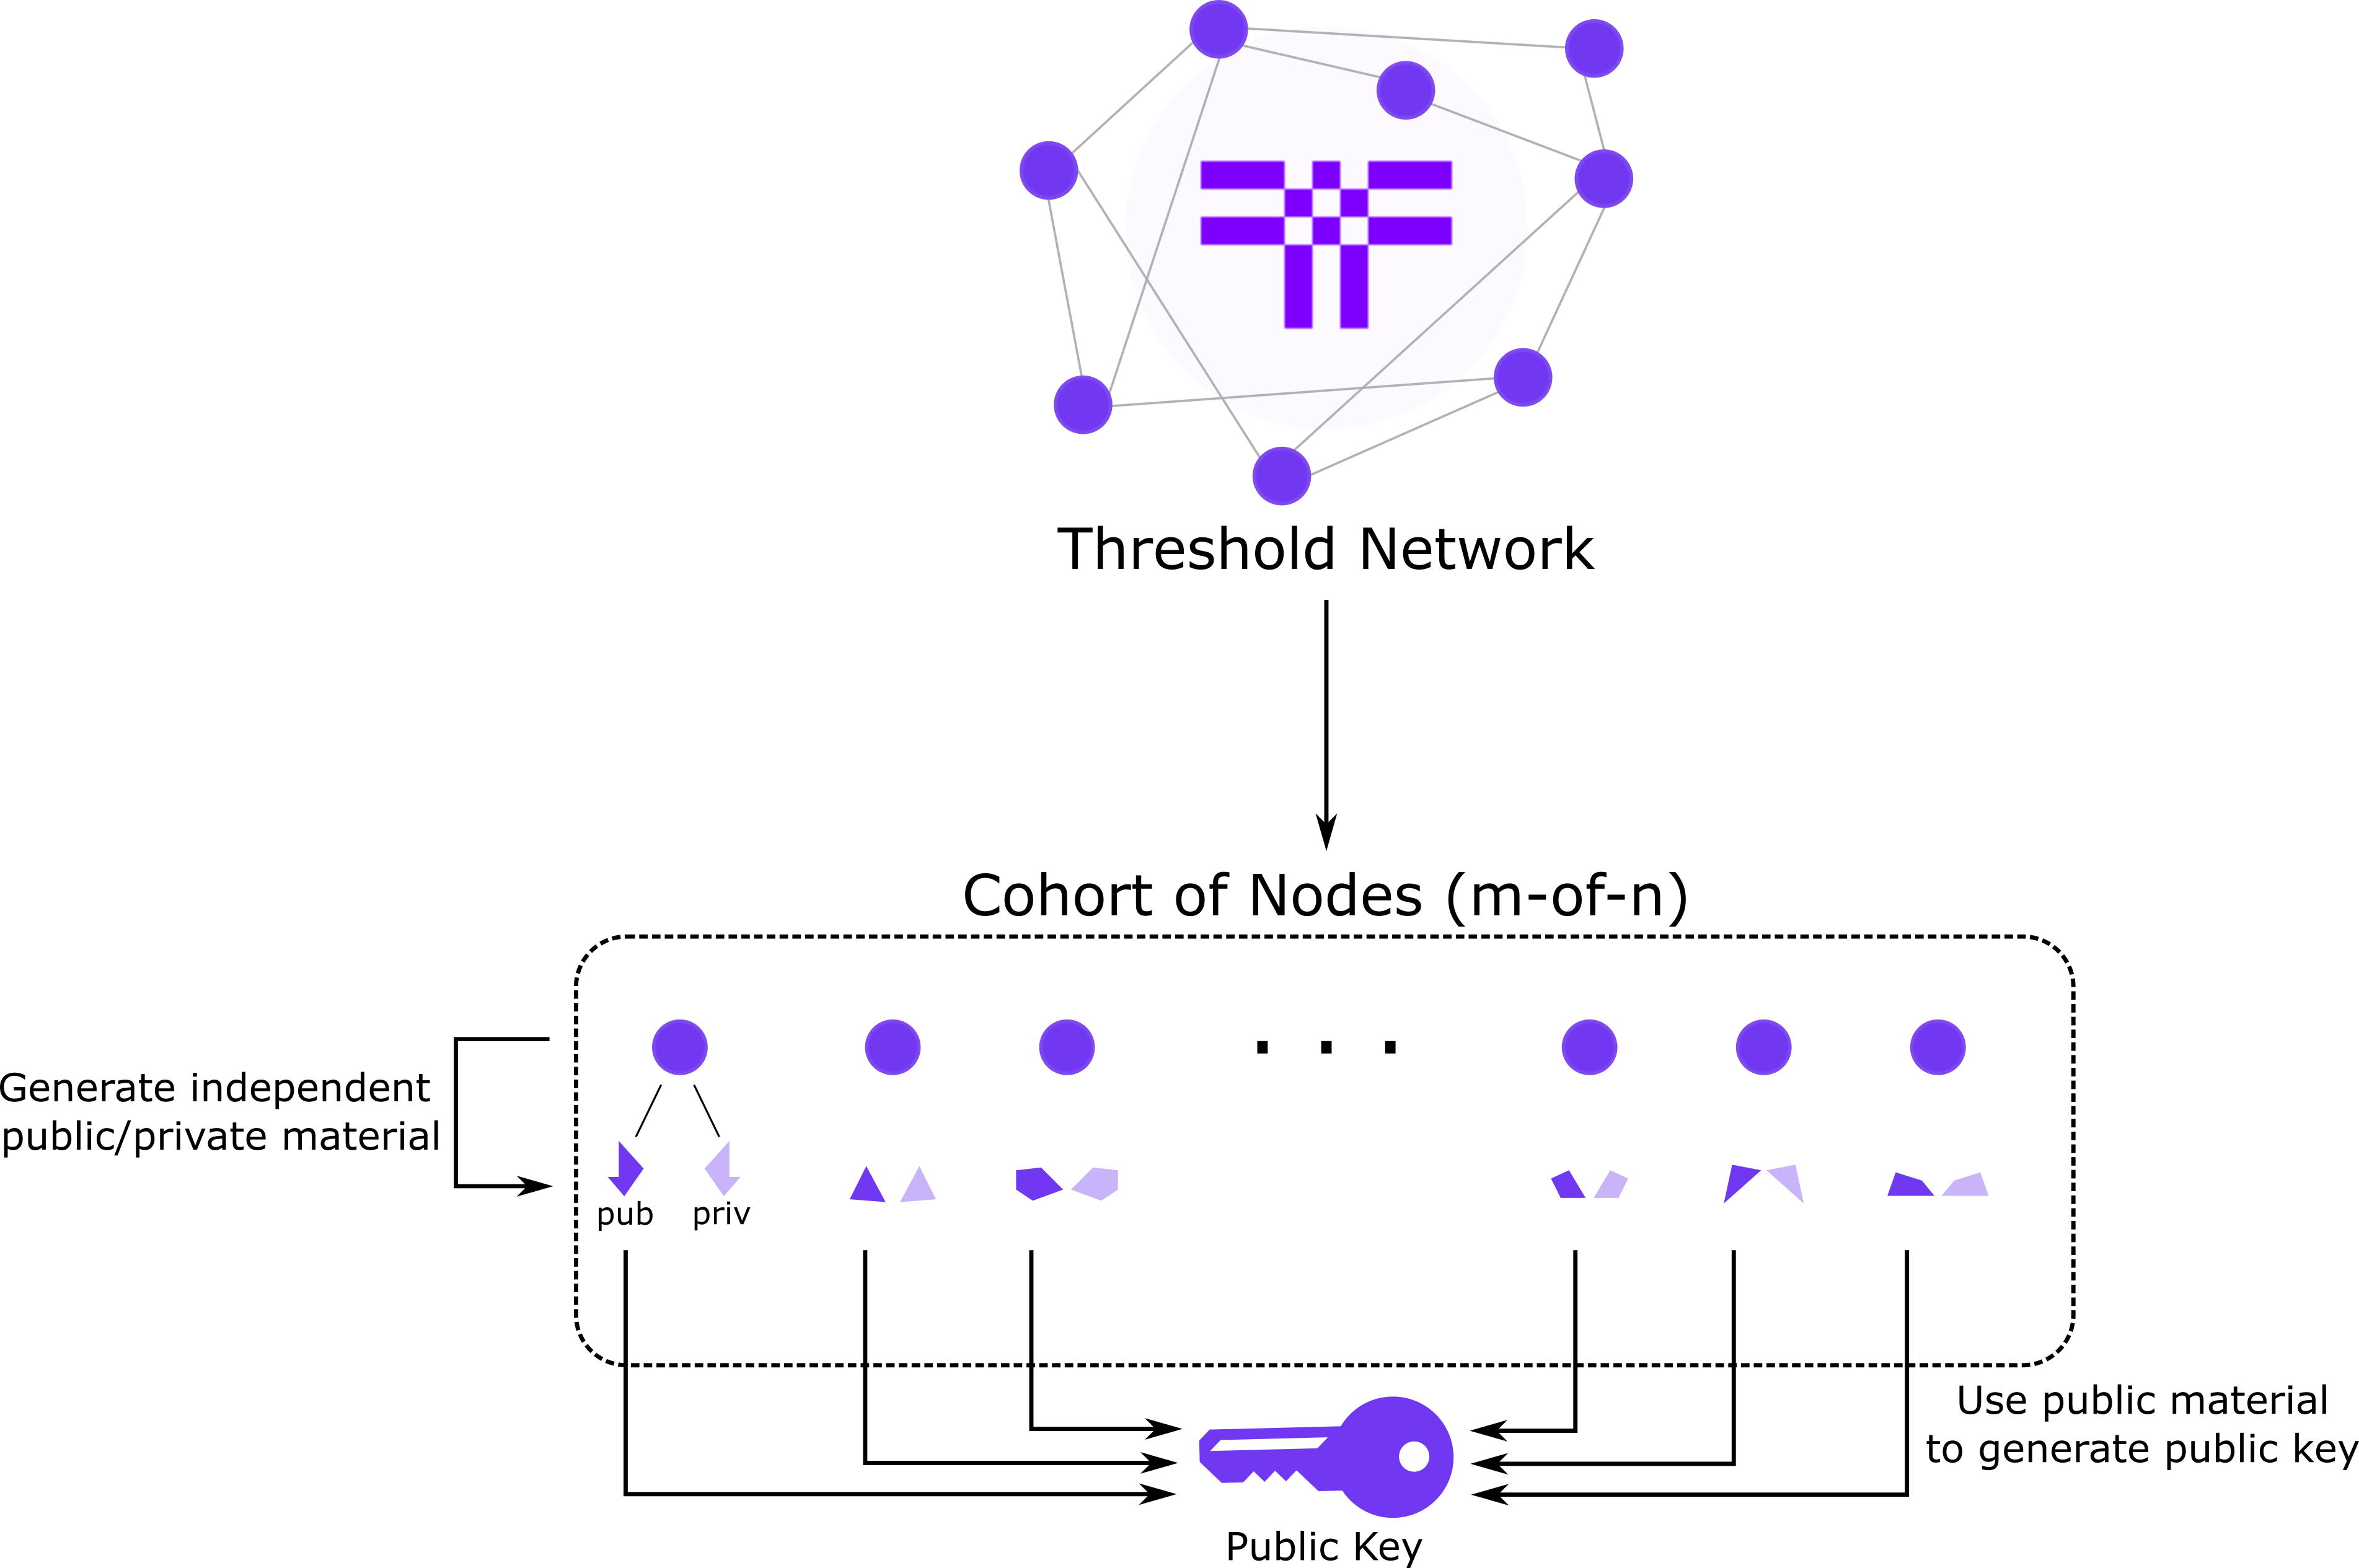 Threshold Network
Cohort of Nodes (m-of-n)
Generate independent
public/private material
pub
priv
Use public material
to generate public key
Public Key